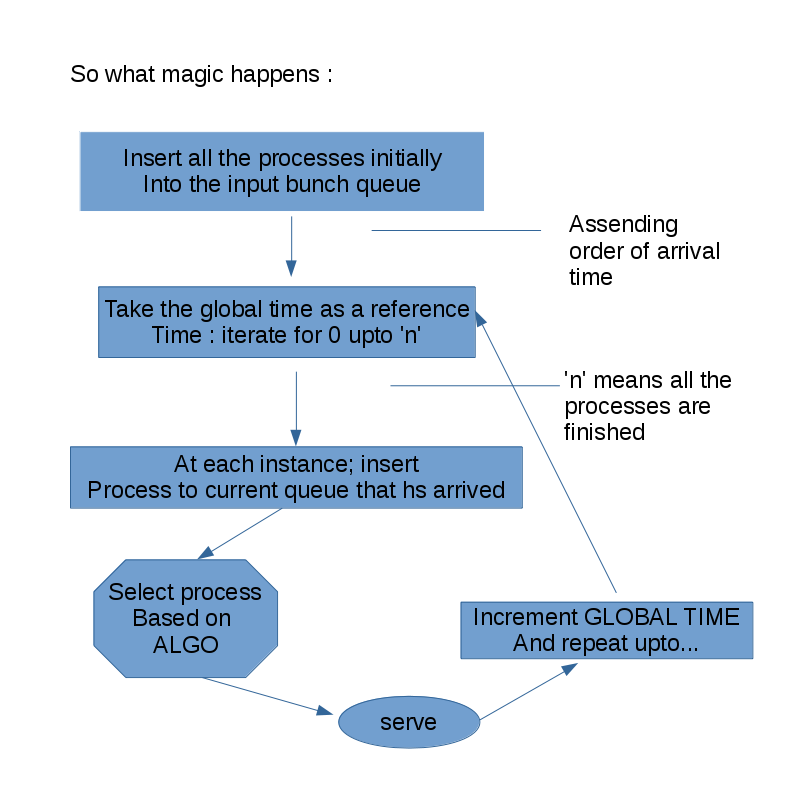 So what magic happens :
Insert all the processes initially
Into the input bunch queue
Assending
order of arrival
time
Take the global time as a reference
Time : iterate for 0 upto 'n'
'n' means all the
processes are
finished
At each instance; insert
Process to current queue that hs arrived
Select process
Based on
ALGO
Increment GLOBAL TIME
And repeat upto...
serve